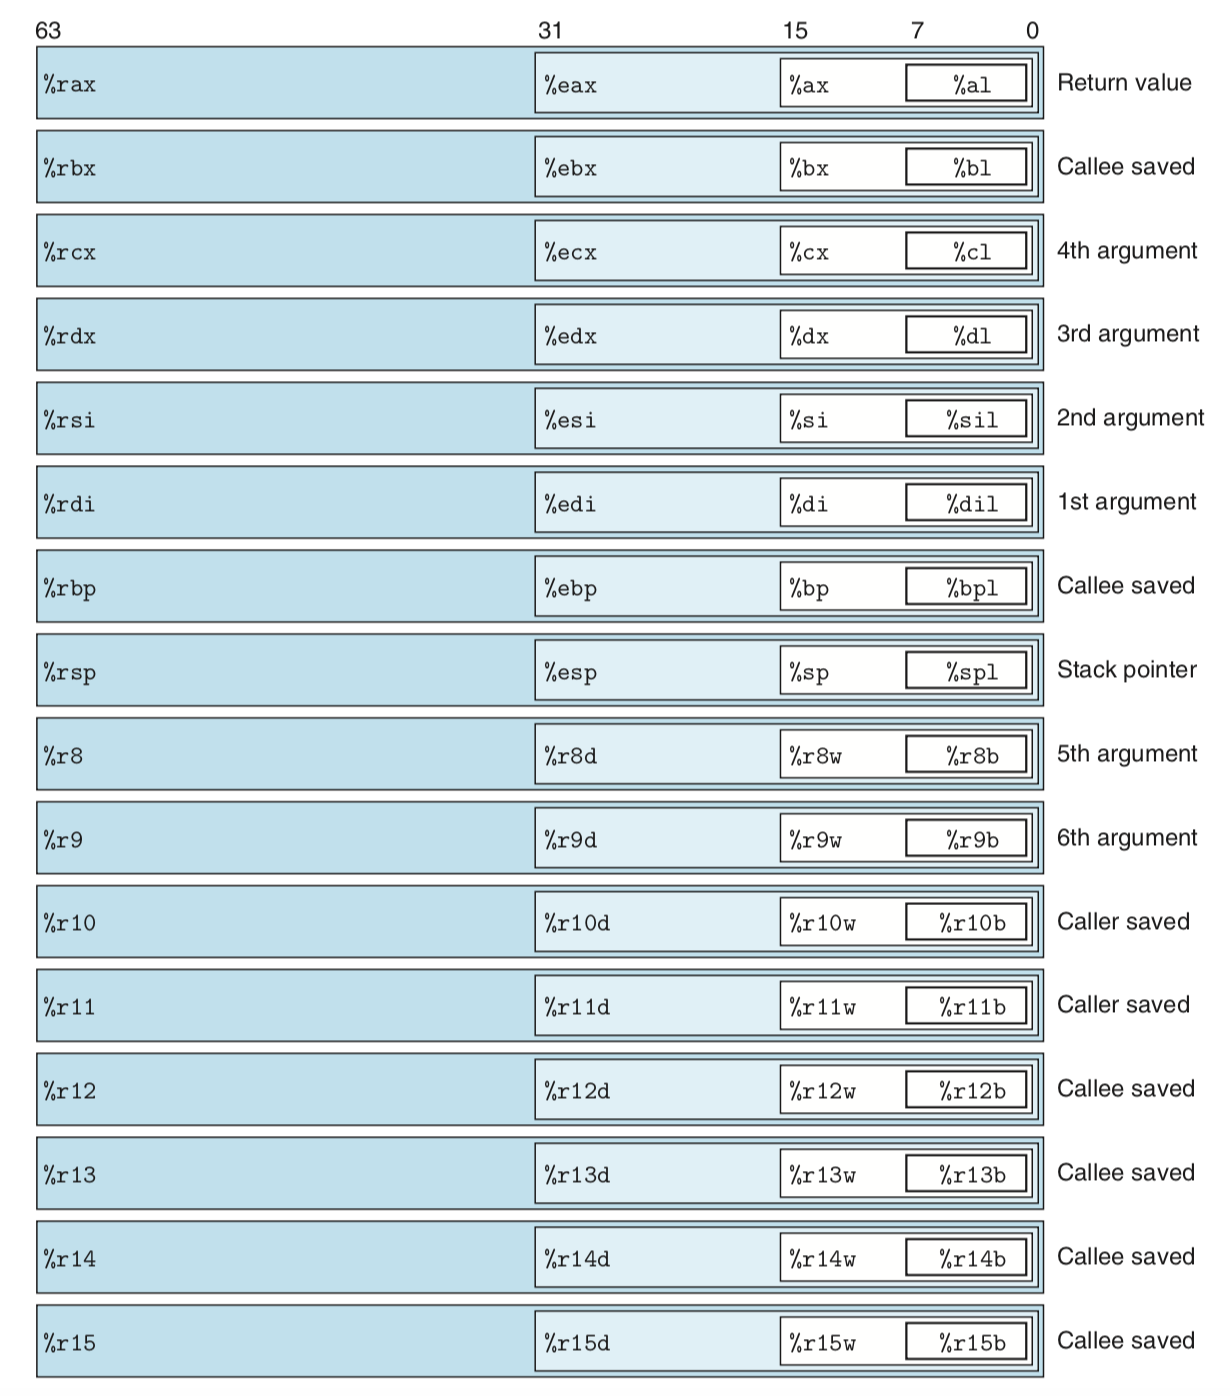 63 31 15 7 0
%rax %eax %ax %al Return value
%rbx %ebx %bx %bl Callee saved
%rcx %ecx %cx %cl 4th argument
%rdx %edx %dx %dl 3rd argument
%rsi %esi %si %sil 2nd argument
%rdi %edi %di %dil 1st argument
%rbp %ebp %bp %bpl Callee saved
%rsp %esp %sp %spl Stack pointer
%r8 %r8d %r8w %r8b 5th argument
%r9 %r9d %r9w %r9b 6th argument
%r10 %r10d %r10w %r10b Caller saved
%r11 %r11d %r11w %r11b Caller saved
%r12 %r12d %r12w %r12b Callee saved
%r13 %r13d %r13w %r13b Callee saved
%r14 %r14d %r14w %r14b Callee saved
%r15 %r15d %r15w %r15b Callee saved